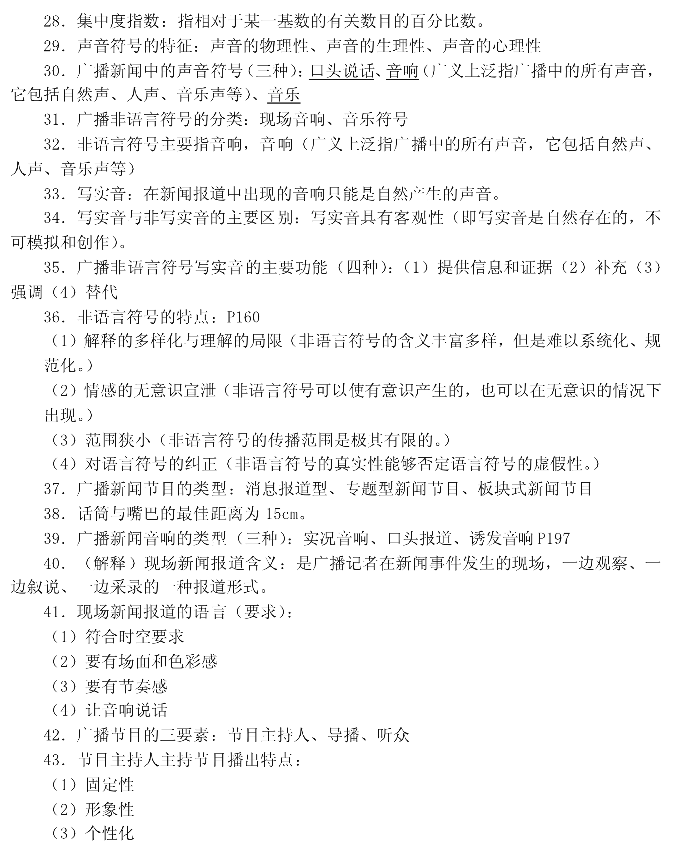 28．集中度指数：指相对于某一基数的有关数目的百分比数。
29．声音符号的特征：声音的物理性、声音的生理性、声音的心理性
30．广播新闻中的声音符号（三种）：口头说话、音响（广义上泛指广播中的所有声音，
它包括自然声、人声、音乐声等）、音乐
31．广播非语言符号的分类：现场音响、音乐符号
32．非语言符号主要指音响，音响（广义上泛指广播中的所有声音，它包括自然声、
人声、音乐声等）
33．写实音：在新闻报道中出现的音响只能是自然产生的声音。
34．写实音与非写实音的主要区别：写实音具有客观性（即写实音是自然存在的，不
可模拟和创作）。
35．广播非语言符号写实音的主要功能（四种）：（1）提供信息和证据（2）补充（3）
强调（4）替代
36．非语言符号的特点：P160
（1）解释的多样化与理解的局限（非语言符号的含义丰富多样，但是难以系统化、规
范化。）
（2）情感的无意识宣泄（非语言符号可以使有意识产生的，也可以在无意识的情况下
出现。）
（3）范围狭小（非语言符号的传播范围是极其有限的。）
（4）对语言符号的纠正（非语言符号的真实性能够否定语言符号的虚假性。）
37．广播新闻节目的类型：消息报道型、专题型新闻节目、板块式新闻节目
38．话筒与嘴巴的最佳距离为 15cm。
39．广播新闻音响的类型（三种）：实况音响、口头报道、诱发音响 P197
40．（解释）现场新闻报道含义：是广播记者在新闻事件发生的现场，一边观察、一
边叙说、一边采录的一种报道形式。
41．现场新闻报道的语言（要求）：
（1）符合时空要求
（2）要有场面和色彩感
（3）要有节奏感
（4）让音响说话
42．广播节目的三要素：节目主持人、导播、听众
43．节目主持人主持节目播出特点：
（1）固定性
（2）形象性
（3）个性化